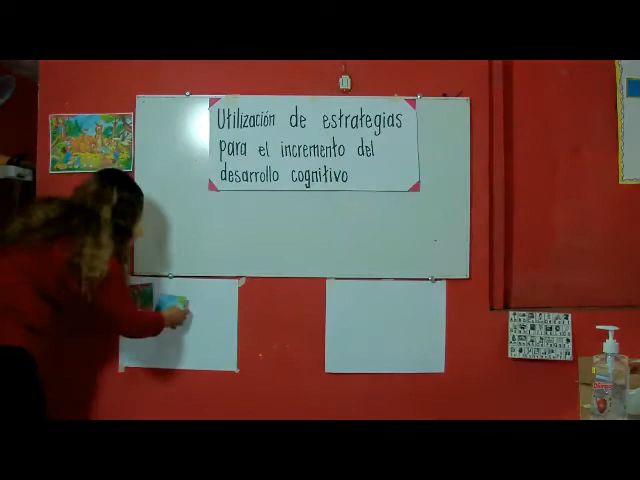 Utilización de estrategias
para el incremento del
desarrollo cognitivo